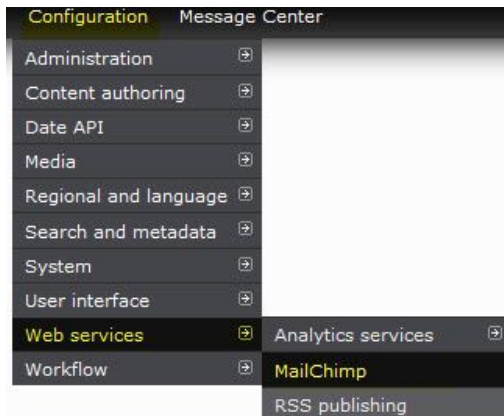 Configuration Message Center
Administration
Content authoring
Date API
Media
Regional and language
Search and metadata
System
User interface
Web services
Workflow
Analytics services
MailChimp
RSS publishing